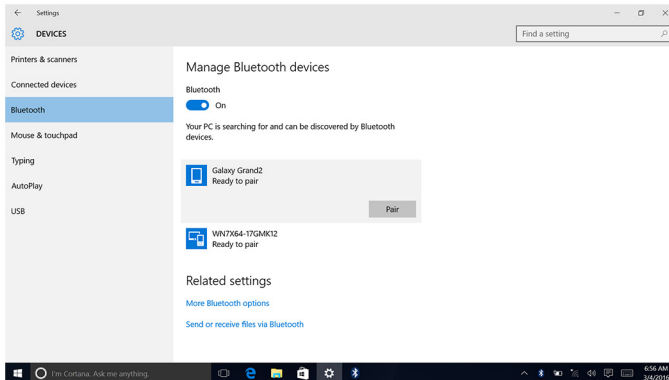 Settings
DEVICES
Find a setting
Printers & scanners
Connected devices
Bluetooth
Mouse & touchpad
Typing
AutoPlay
USB
Manage Bluetooth devices
Bluetooth
On
Your PC is searching for and can be discovered by Bluetooth
devices.
Galaxy Grand2
Ready to pair
Pair
WN7X64-17GMK12
Ready to pair
Related settings
More Bluetooth options
Send or receive files via Bluetooth
I'm Cortana. Ask me anything.
6:56 AM
3/4/2016